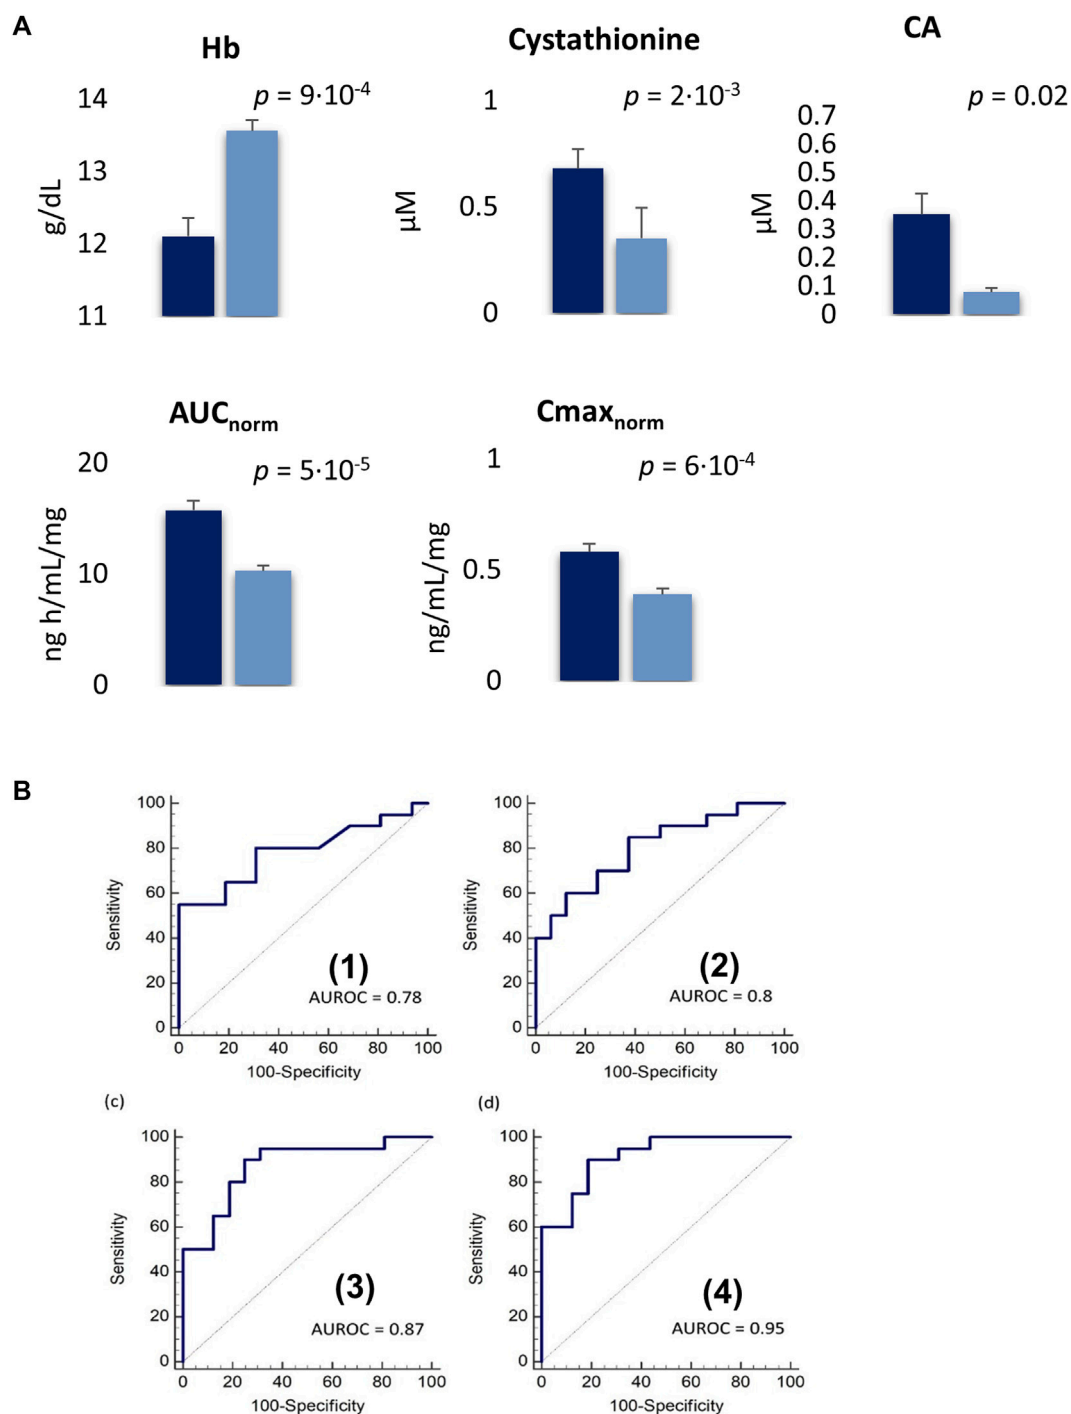 A
Hb
p = 9·10-4
g/dL
14
13
12
11
Cystathionine
p = 2·10-3
µM
1
0.5
0
CA
p = 0.02
µM
0.7
0.6
0.5
0.4
0.3
0.2
0.1
0
AUCnorm
p = 5·10-5
ng h/mL/mg
20
10
0
Cmaxnorm
p = 6·10-4
ng/mL/mg
1
0.5
0
B
Sensitivity
100
80
60
40
20
0
(1)
AUROC = 0.78
0 20 40 60 80 100
100-Specificity
Sensitivity
100
80
60
40
20
0
(2)
AUROC = 0.8
0 20 40 60 80 100
100-Specificity
(c)
Sensitivity
100
80
60
40
20
0
(3)
AUROC = 0.87
0 20 40 60 80 100
100-Specificity
(d)
Sensitivity
100
80
60
40
20
0
(4)
AUROC = 0.95
0 20 40 60 80 100
100-Specificity